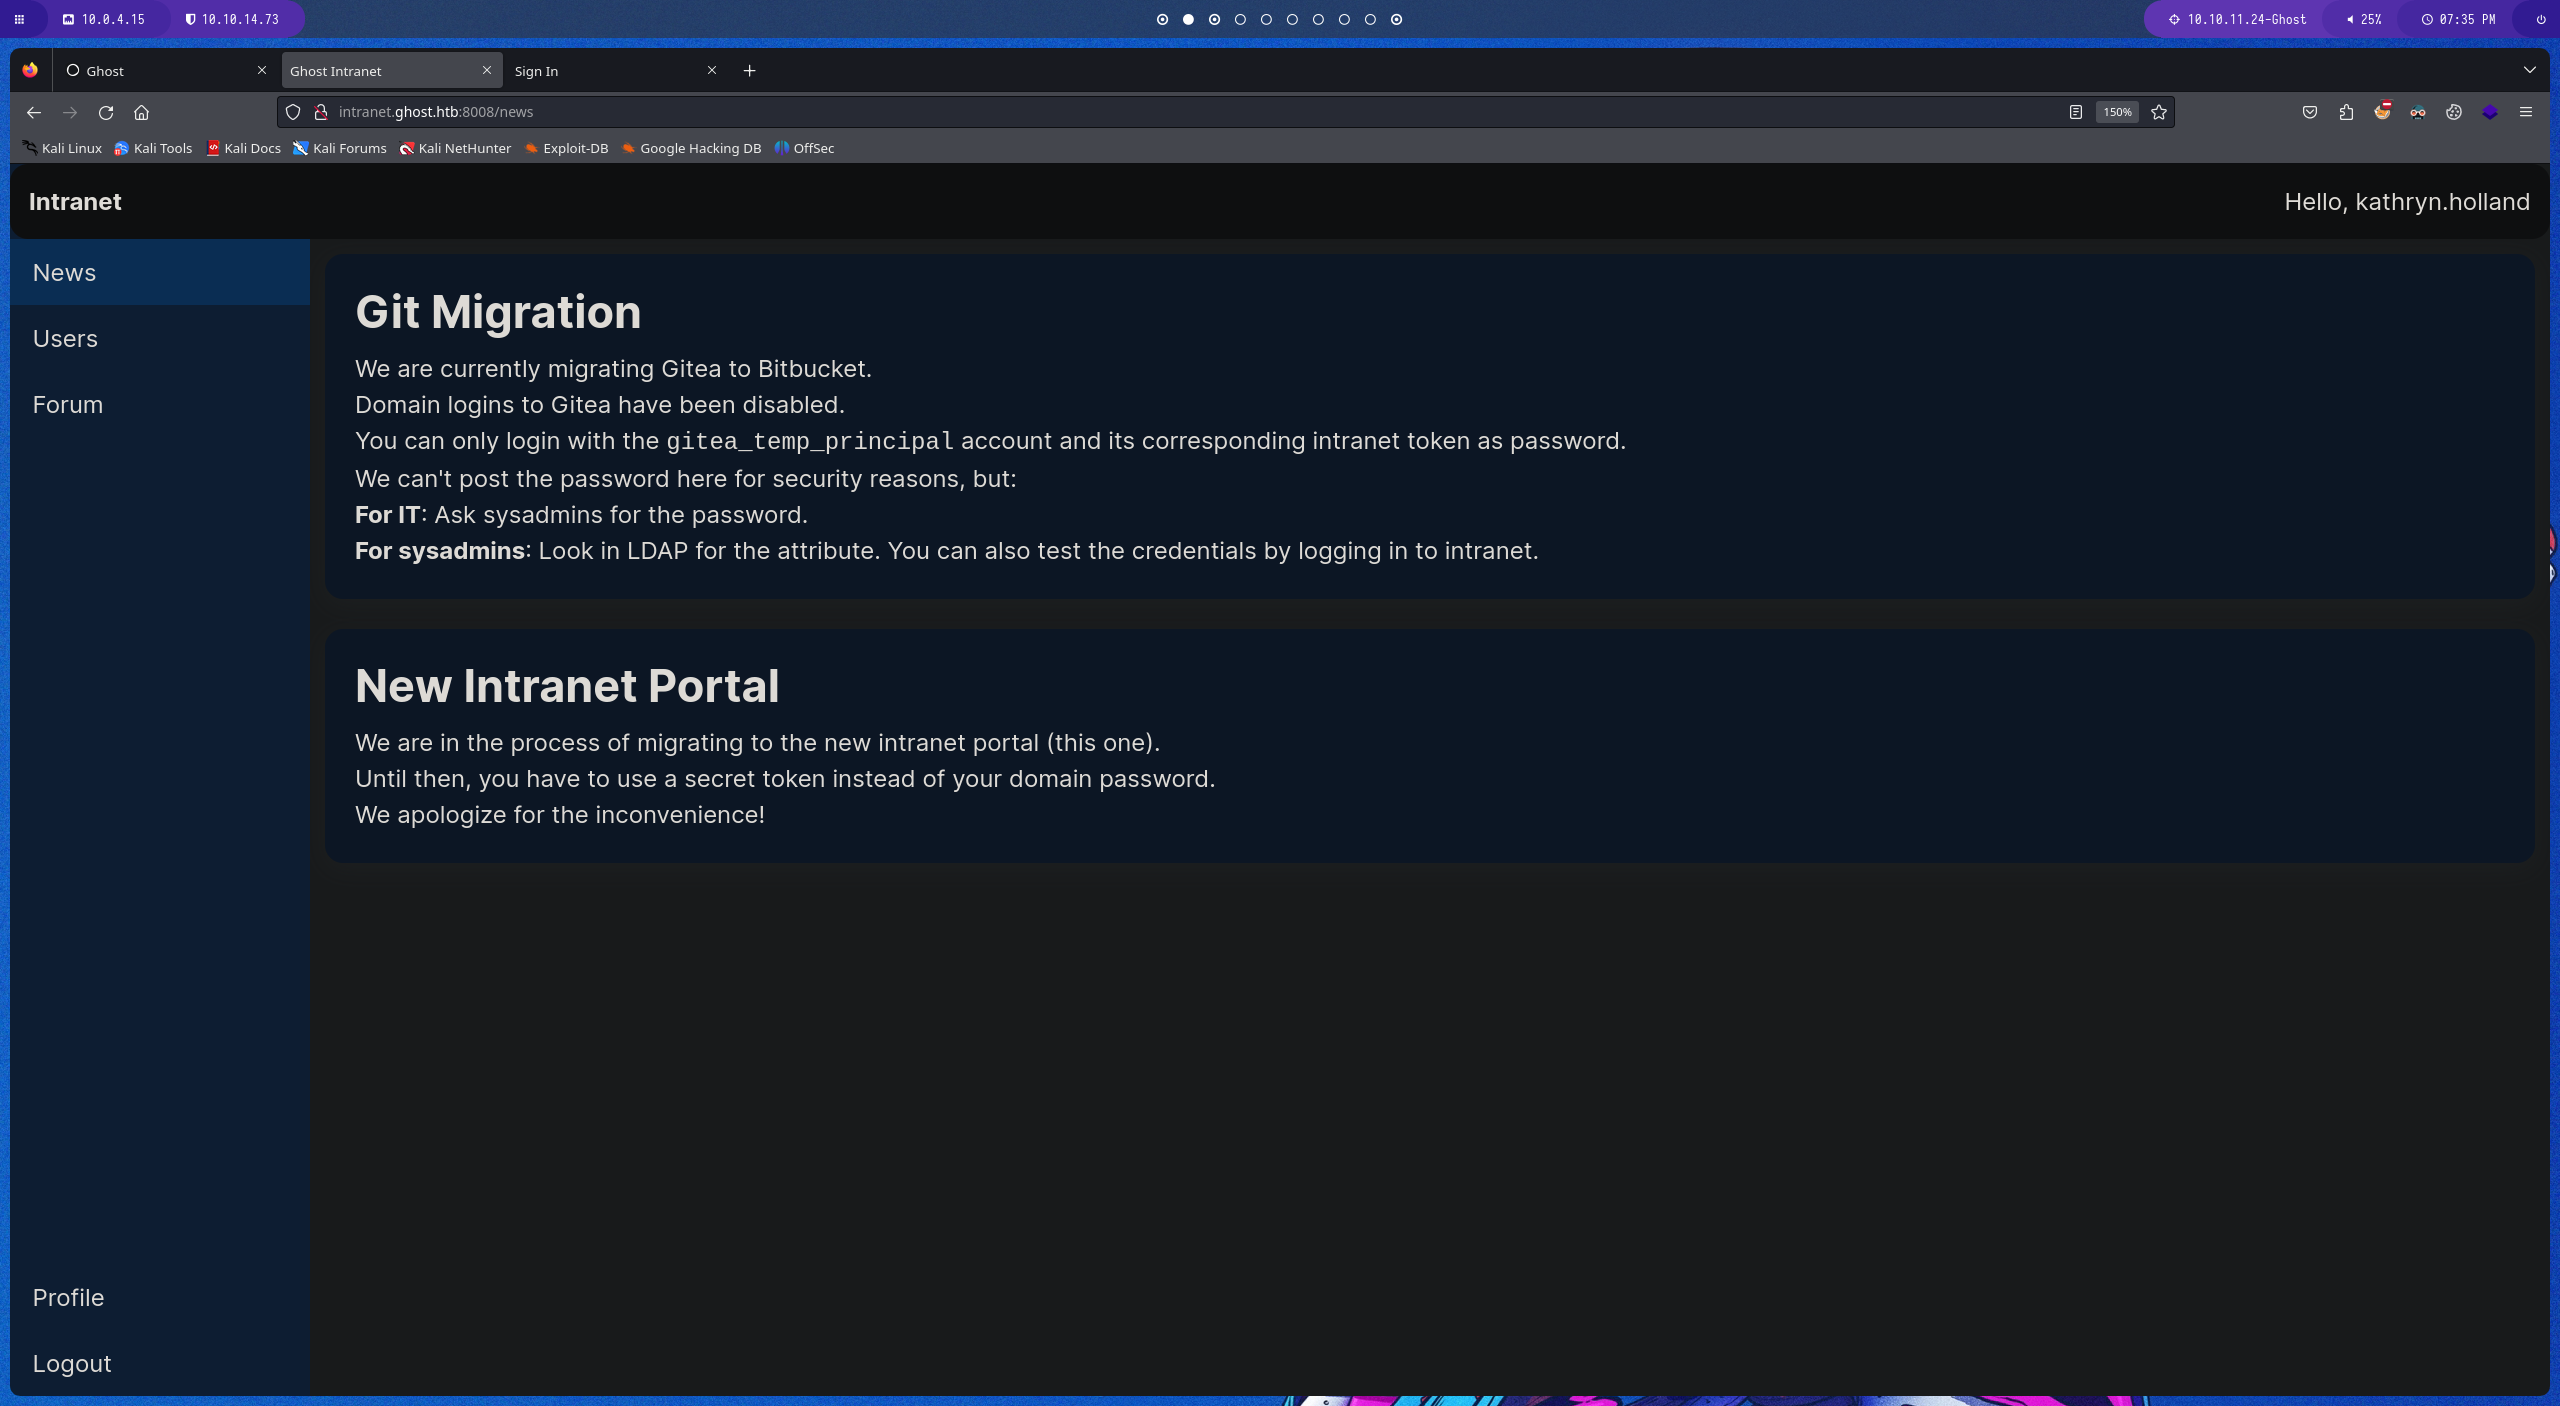 10.0.4.15 10.10.14.73 10.10.11.24-Ghost 25% 07:35 PM
Ghost Ghost Intranet Sign In
intranet.ghost.htb:8008/news 150%
Kali Linux Kali Tools Kali Docs Kali Forums Kali NetHunter Exploit-DB Google Hacking DB OffSec
Intranet Hello, kathryn.holland
News
Users
Forum
Git Migration
We are currently migrating Gitea to Bitbucket.
Domain logins to Gitea have been disabled.
You can only login with the gitea_temp_principal account and its corresponding intranet token as password.
We can't post the password here for security reasons, but:
For IT: Ask sysadmins for the password.
For sysadmins: Look in LDAP for the attribute. You can also test the credentials by logging in to intranet.
New Intranet Portal
We are in the process of migrating to the new intranet portal (this one).
Until then, you have to use a secret token instead of your domain password.
We apologize for the inconvenience!
Profile
Logout